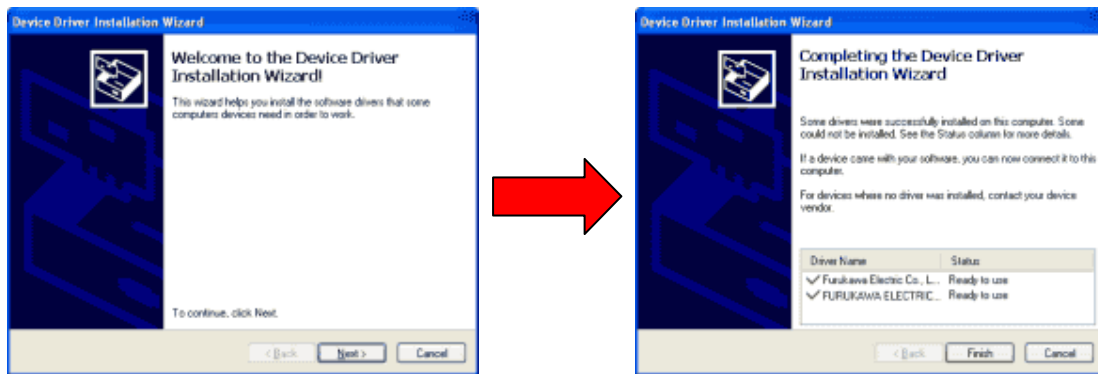 Device Driver Installation Wizard
Welcome to the Device Driver
Installation Wizard!
This wizard helps you install the software drivers that some
computers devices need in order to work.
To continue, click Next.
< Back
Next >
Cancel
Device Driver Installation Wizard
Completing the Device Driver
Installation Wizard
Some drivers were successfully installed on this computer. Some
could not be installed. See the Status column for more details.
If a device came with your software, you can now connect it to this
computer.
For devices where no driver was installed, contact your device
vendor.
Driver Name Status
Furukawa Electric Co., L... Ready to use
FURUKAWA ELECTRIC... Ready to use
< Back
Finish
Cancel